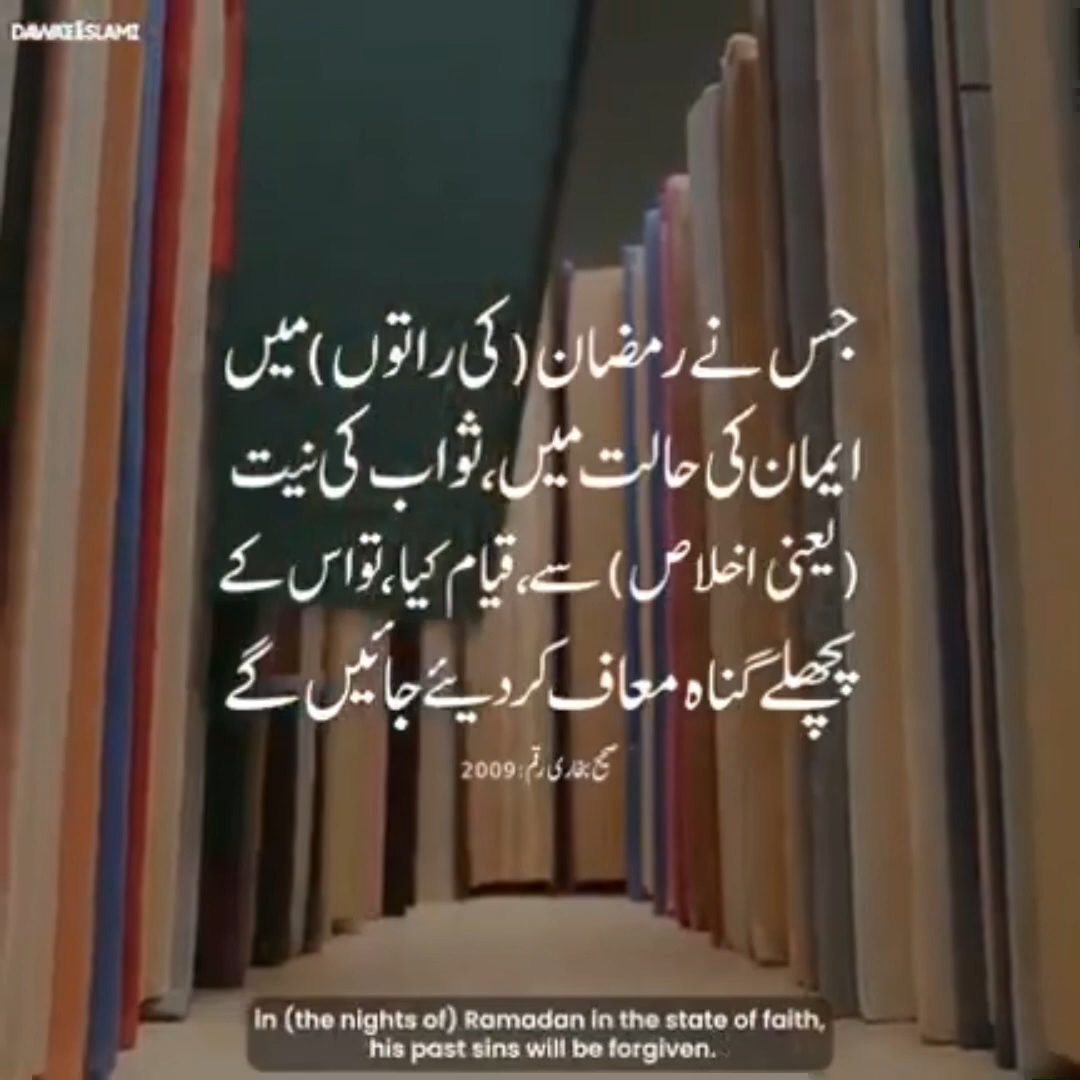 DAWATEISLAMI
جس نے رمضان (کی راتوں) میں
ایمان کی حالت میں، ثواب کی نیت
(یعنی اخلاص) سے، قیام کیا، تو اس کے
پچھلے گناہ معاف کر دیئے جائیں گے
صحیح بخاری رقم: 2009
In (the nights of) Ramadan in the state of faith,
his past sins will be forgiven.